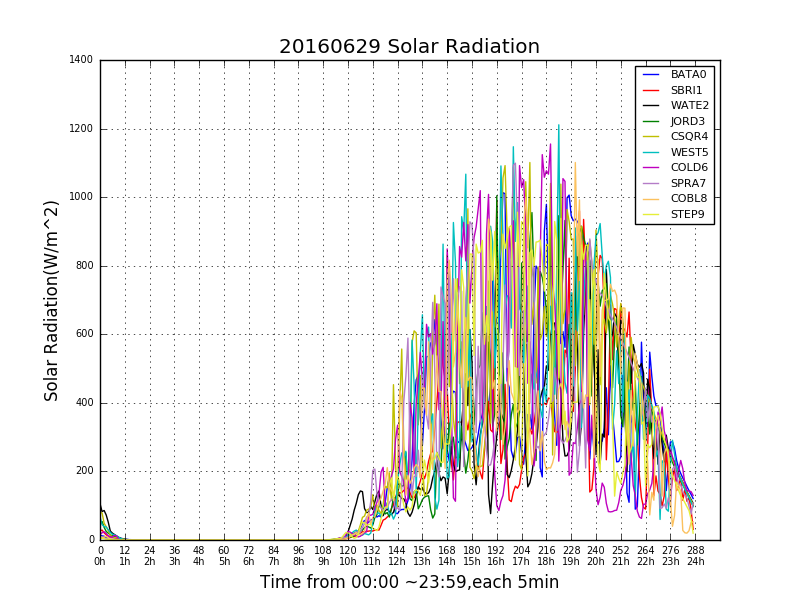 20160629 Solar Radiation
1400
1200
1000
800
600
400
200
0
Solar Radiation(W/m^2)
BATA0
SBRI1
WATE2
JORD3
CSQR4
WEST5
COLD6
SPRA7
COBL8
STEP9
0 12 24 36 48 60 72 84 96 108 120 132 144 156 168 180 192 204 216 228 240 252 264 276 288
0h 1h 2h 3h 4h 5h 6h 7h 8h 9h 10h 11h 12h 13h 14h 15h 16h 17h 18h 19h 20h 21h 22h 23h 24h
Time from 00:00 ~23:59,each 5min